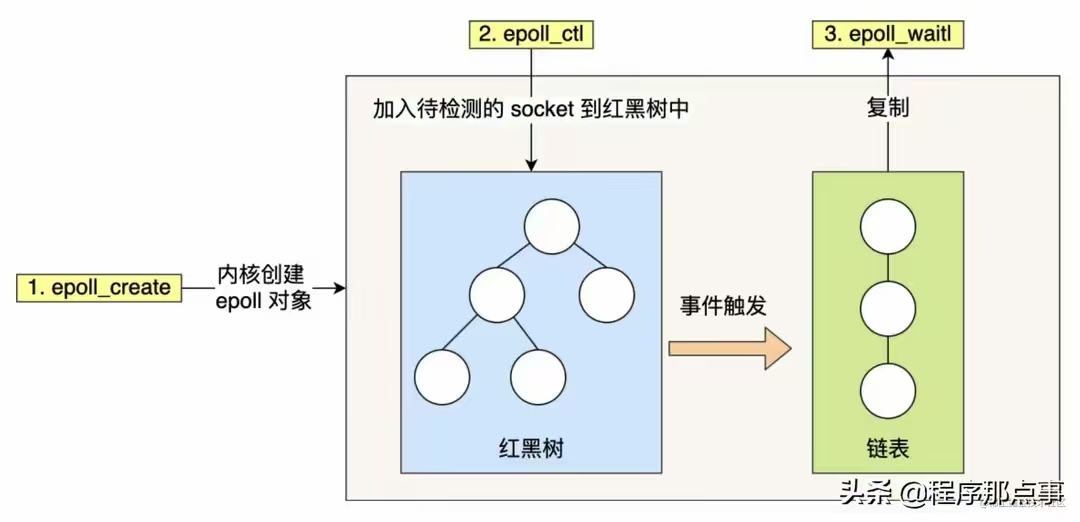 2. epoll_ctl
3. epoll_waitl
加入待检测的 socket 到红黑树中
复制
1. epoll_create
内核创建
epoll 对象
事件触发
红黑树
链表
头条 @程序那点事